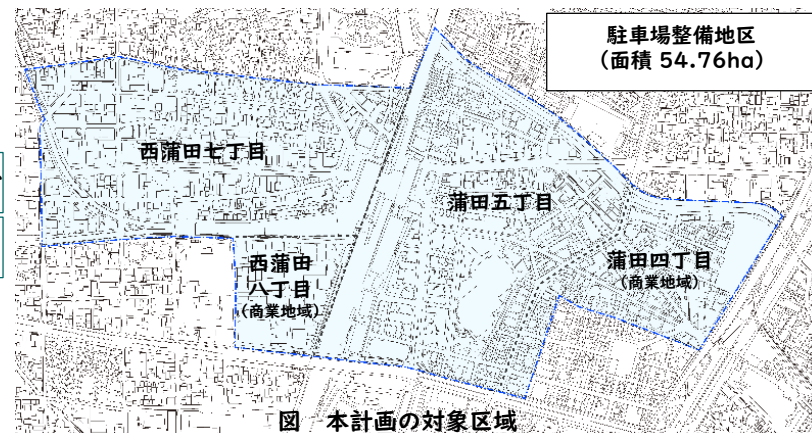 駐車場整備地区
（面積 54.76ha）
西蒲田七丁目
蒲田五丁目
西蒲田
八丁目
（商業地域）
蒲田四丁目
（商業地域）
図　本計画の対象区域